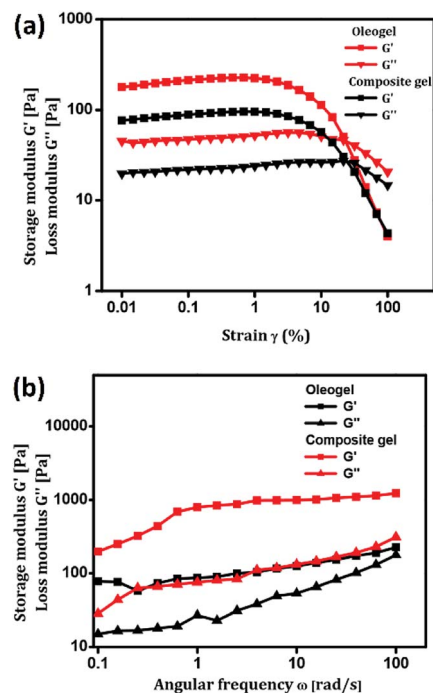 (a)
Storage modulus G' [Pa]
Loss modulus G'' [Pa]
1000
100
10
1
Oleogel
G'
G''
Composite gel
G'
G''
0.01 0.1 1 10 100
Strain γ (%)
(b)
Storage modulus G' [Pa]
Loss modulus G'' [Pa]
10000
1000
100
10
Oleogel
G'
G''
Composite gel
G'
G''
0.1 1 10 100
Angular frequency ω [rad/s]